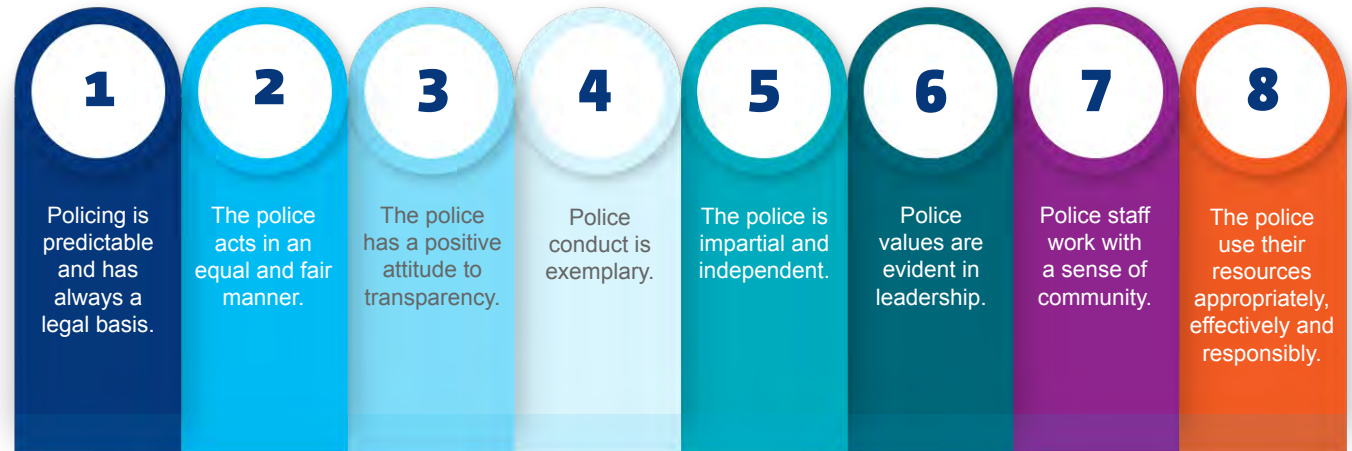 1
Policing is
predictable
and has
always a
legal basis.
2
The police
acts in an
equal and fair
manner.
3
The police
has a positive
attitude to
transparency.
4
Police
conduct is
exemplary.
5
The police is
impartial and
independent.
6
Police
values are
evident in
leadership.
7
Police staff
work with
a sense of
community.
8
The police
use their
resources
appropriately,
effectively and
responsibly.